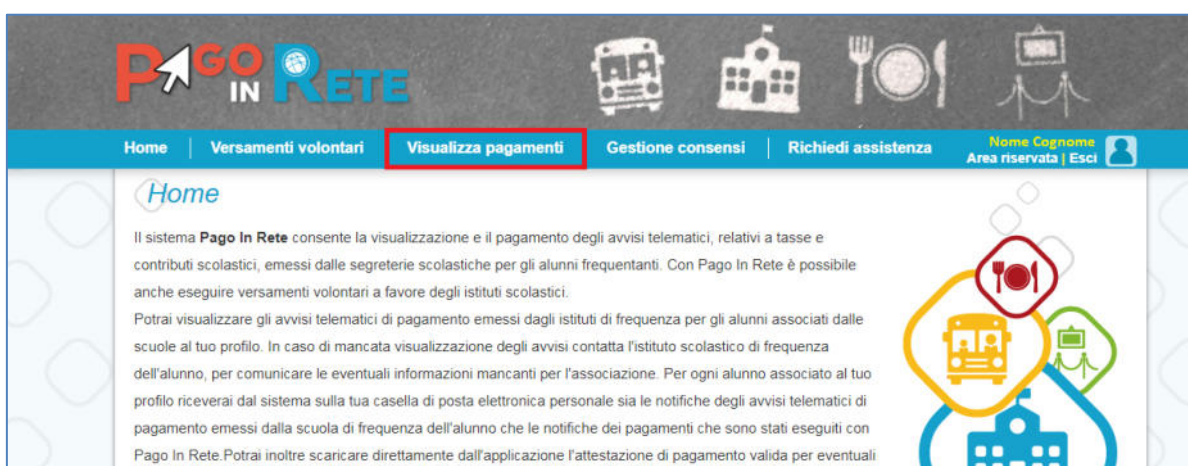 PAGO
IN RETE
Home | Versamenti volontari Visualizza pagamenti Gestione consensi | Richiedi assistenza
Nome Cognome
Area riservata | Esci
Home
Il sistema Pago In Rete consente la visualizzazione e il pagamento degli avvisi telematici, relativi a tasse e
contributi scolastici, emessi dalle segreterie scolastiche per gli alunni frequentanti. Con Pago In Rete è possibile
anche eseguire versamenti volontari a favore degli istituti scolastici.
Potrai visualizzare gli avvisi telematici di pagamento emessi dagli istituti di frequenza per gli alunni associati dalle
scuole al tuo profilo. In caso di mancata visualizzazione degli avvisi contatta l'istituto scolastico di frequenza
dell'alunno, per comunicare le eventuali informazioni mancanti per l'associazione. Per ogni alunno associato al tuo
profilo riceverai dal sistema sulla tua casella di posta elettronica personale sia le notifiche degli avvisi telematici di
pagamento emessi dalla scuola di frequenza dell'alunno che le notifiche dei pagamenti che sono stati eseguiti con
Pago In Rete.Potrai inoltre scaricare direttamente dall'applicazione l'attestazione di pagamento valida per eventuali